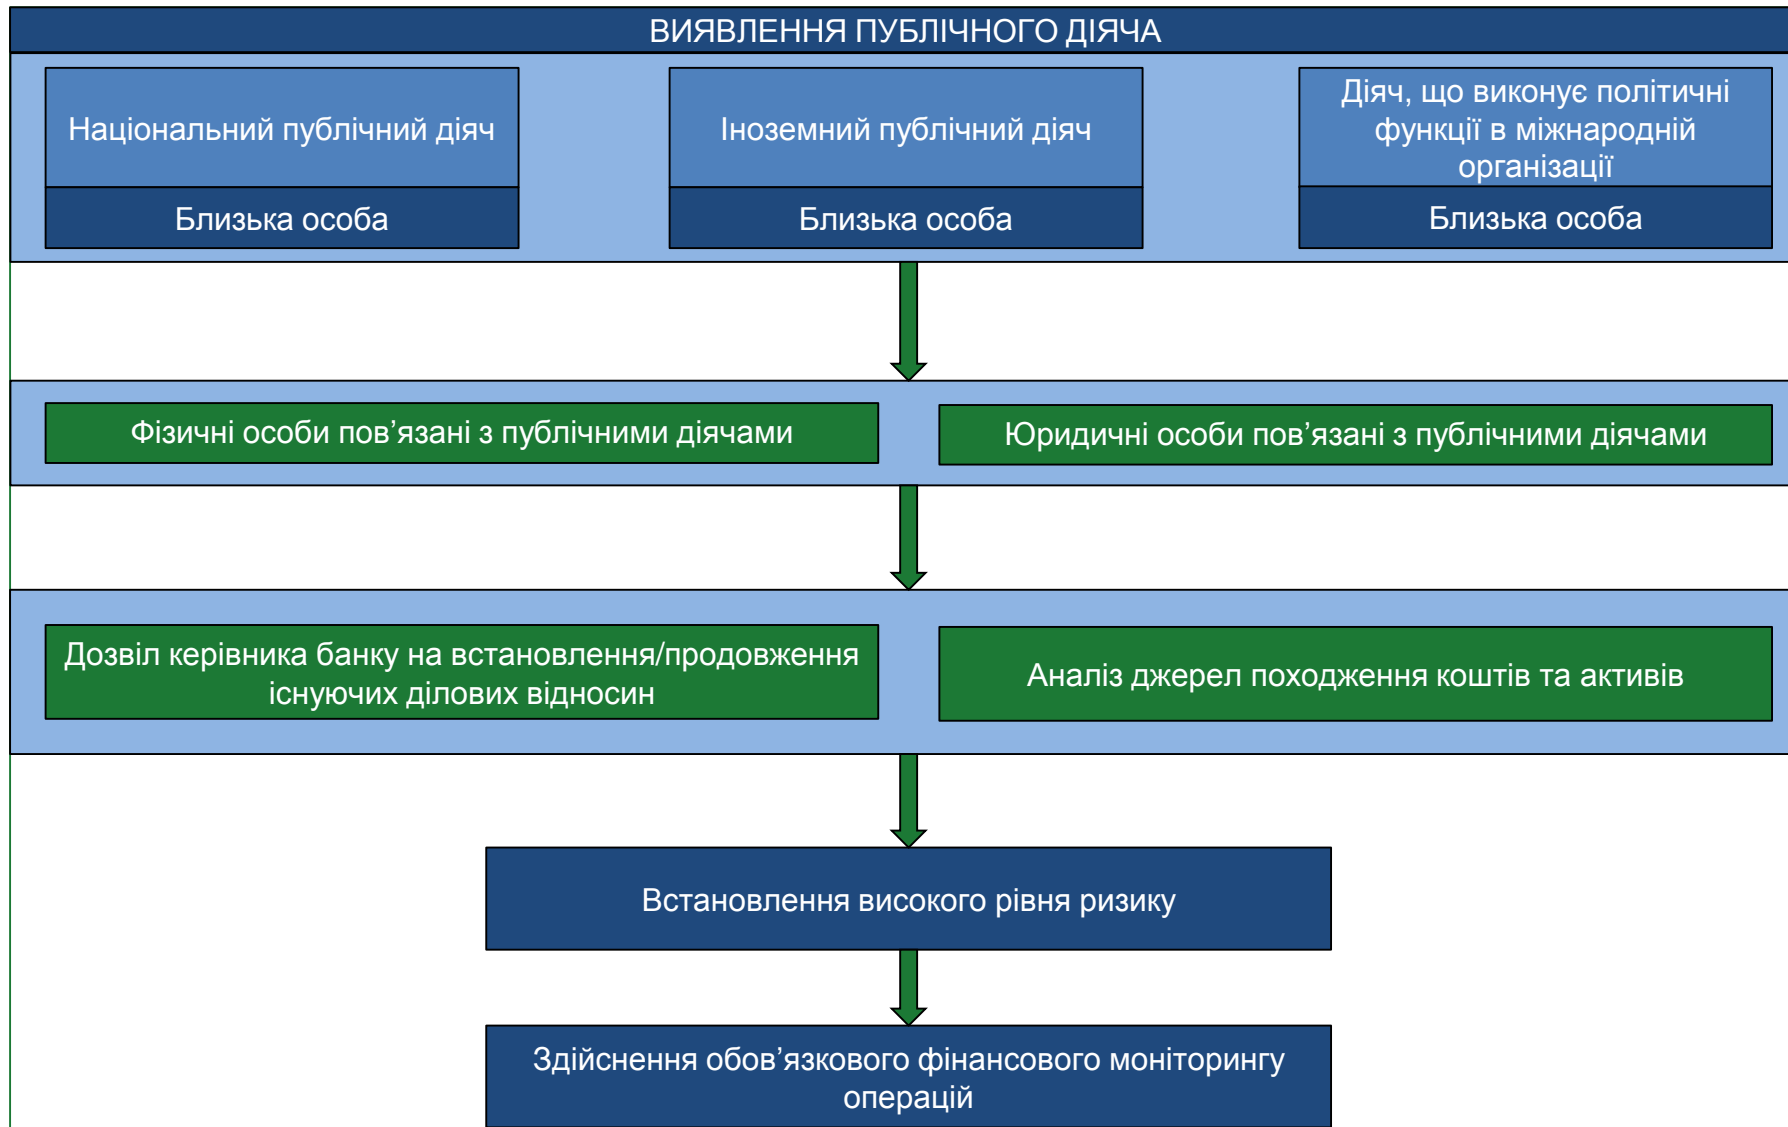 ВИЯВЛЕННЯ ПУБЛІЧНОГО ДІЯЧА
Національний публічний діяч
Близька особа
Іноземний публічний діяч
Близька особа
Діяч, що виконує політичні
функції в міжнародній
організації
Близька особа
Фізичні особи пов’язані з публічними діячами
Юридичні особи пов’язані з публічними діячами
Дозвіл керівника банку на встановлення/продовження
існуючих ділових відносин
Аналіз джерел походження коштів та активів
Встановлення високого рівня ризику
Здійснення обов’язкового фінансового моніторингу
операцій